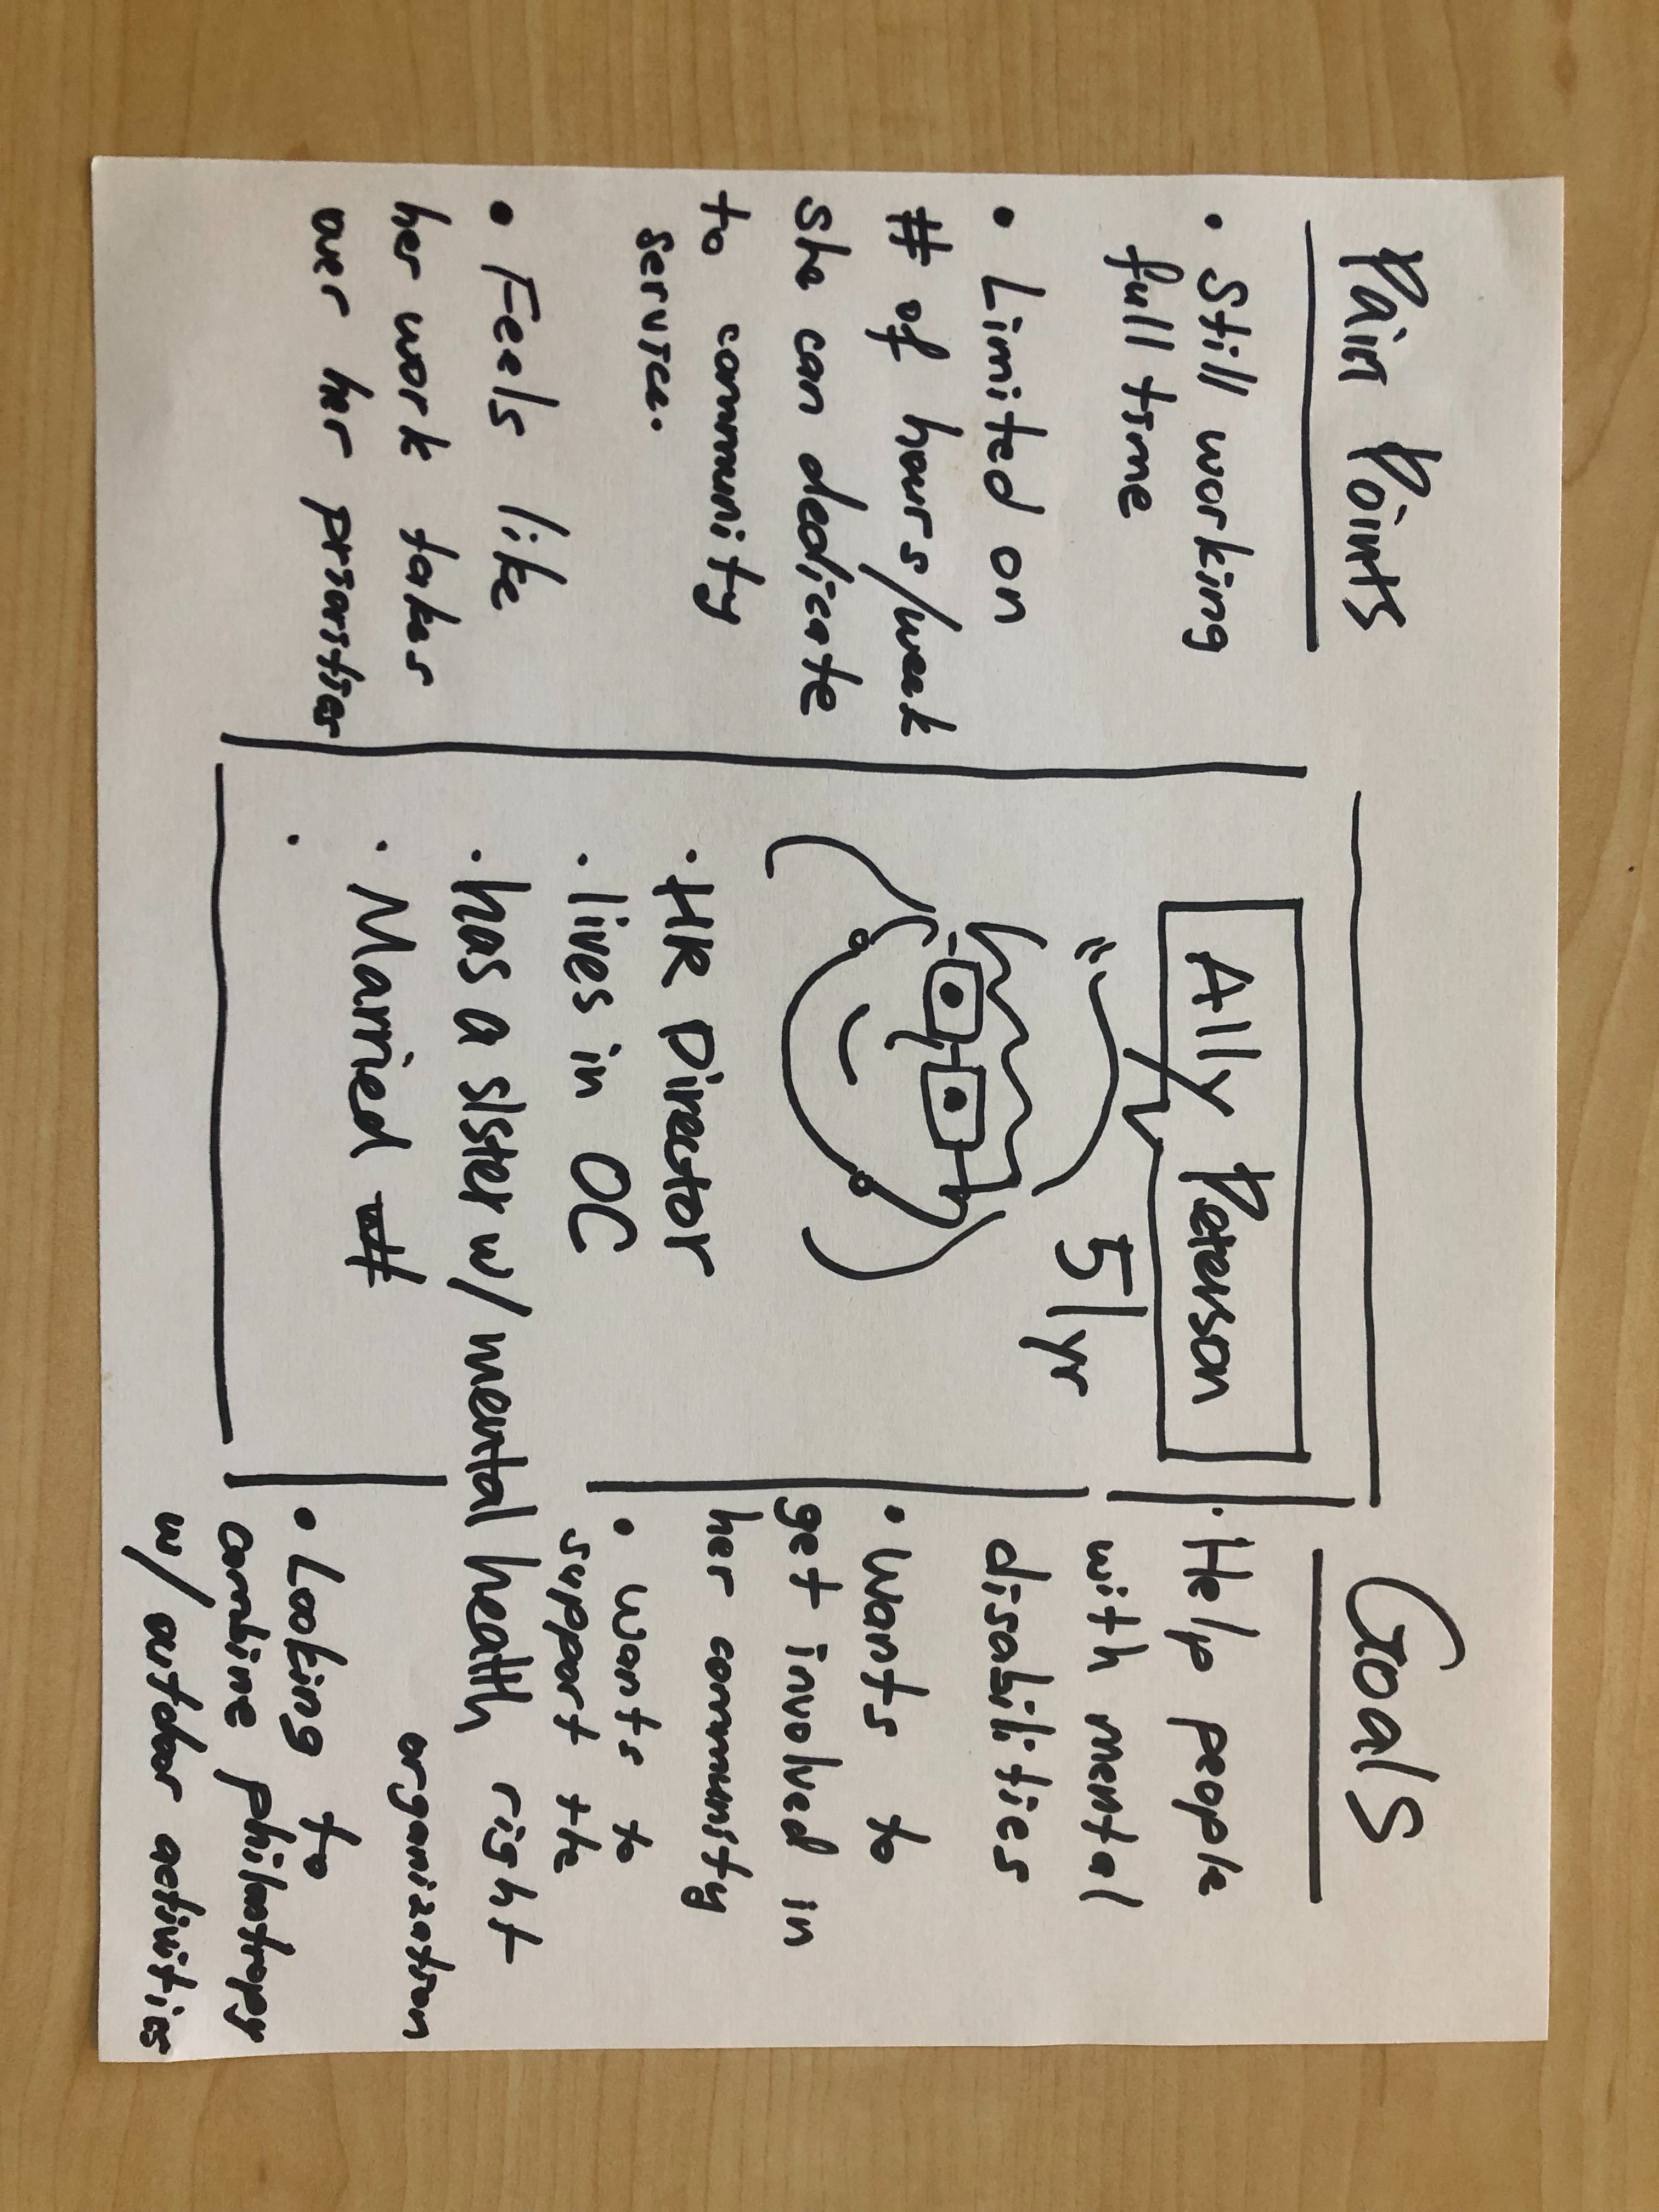 Pain Points
• Still working
full time
• Limited on
# of hours/week
she can dedicate
to community
service.
• Feels like
her work takes
over her priorities
Ally Peterson
51yr
· HR Director
. lives in OC
. has a sister w/ mental health
· Married
.
Goals
· Help people
with mental
disabilities
• Wants to
get involved in
her community
• Wants to
support the
right
organization
• Looking to
combine philantropy
w/ outdoor activities